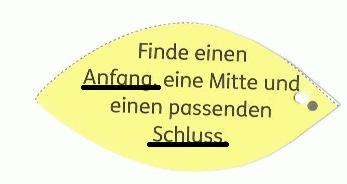 Finde einen
Anfang, eine Mitte und
einen passenden
Schluss.